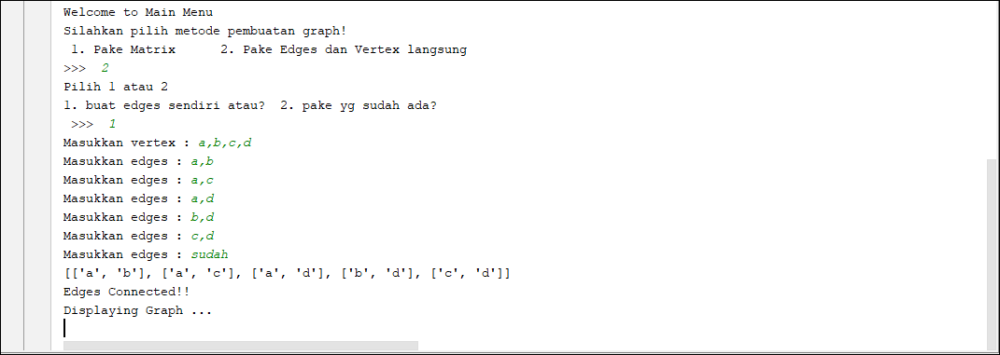 Welcome to Main Menu
Silahkan pilih metode pembuatan graph!
1. Pake Matrix      2. Pake Edges dan Vertex langsung
>>>  2
Pilih 1 atau 2
1. buat edges sendiri atau?  2. pake yg sudah ada?
>>>  1
Masukkan vertex : a,b,c,d
Masukkan edges : a,b
Masukkan edges : a,c
Masukkan edges : a,d
Masukkan edges : b,d
Masukkan edges : c,d
Masukkan edges : sudah
[['a', 'b'], ['a', 'c'], ['a', 'd'], ['b', 'd'], ['c', 'd']]
Edges Connected!!
Displaying Graph ...